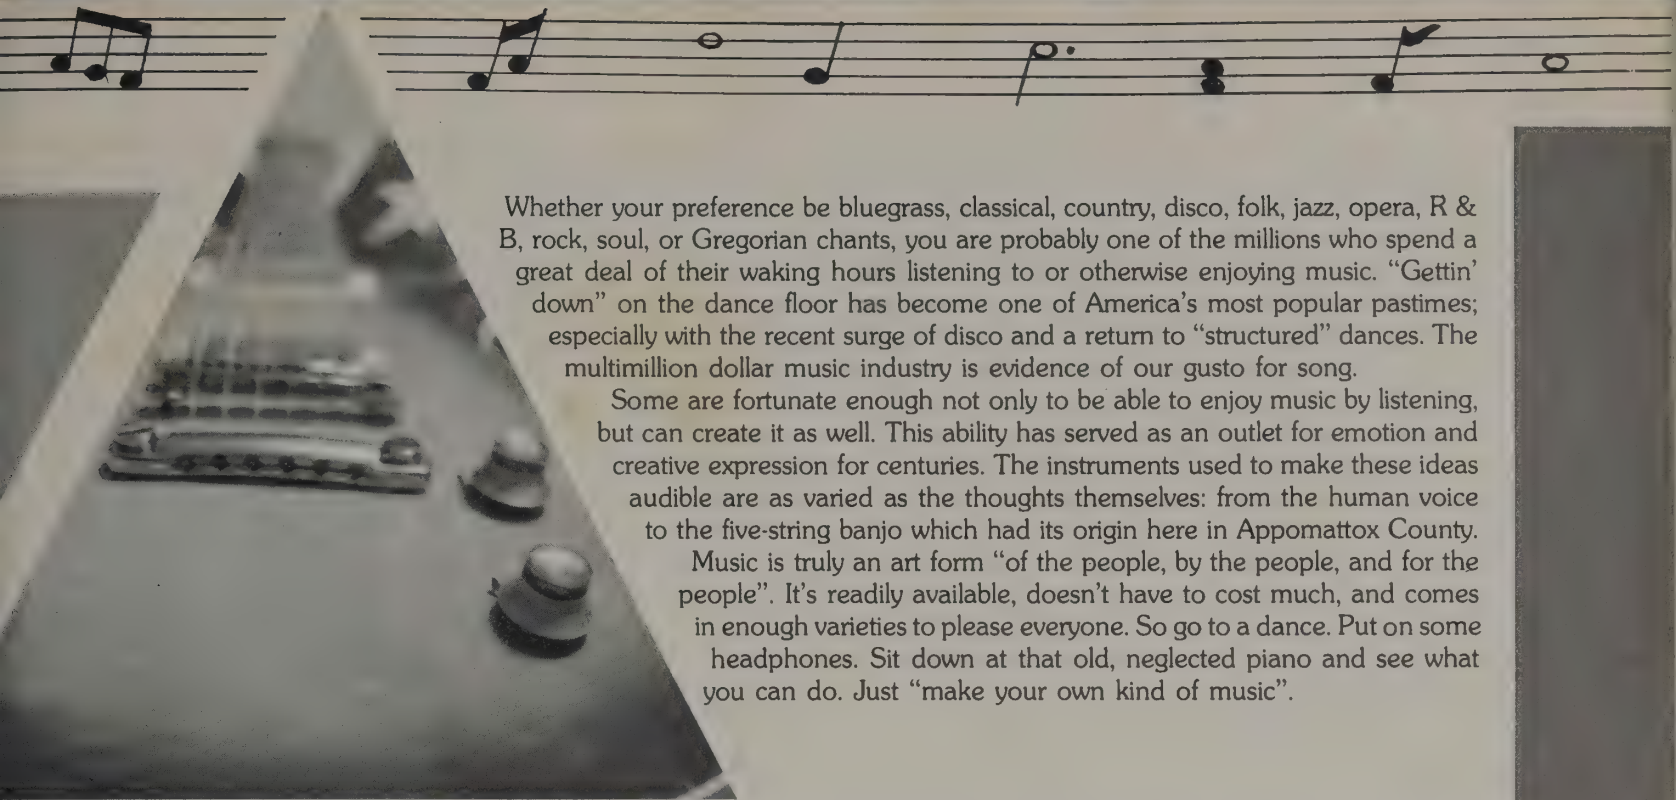 Whether your preference be bluegrass, classical, country, disco, folk, jazz, opera, R &
B, rock, soul, or Gregorian chants, you are probably one of the millions who spend a
great deal of their waking hours listening to or otherwise enjoying music. “Gettin’
down” on the dance floor has become one of America’s most popular pastimes;
especially with the recent surge of disco and a return to “structured” dances. The
multimillion dollar music industry is evidence of our gusto for song.
Some are fortunate enough not only to be able to enjoy music by listening,
but can create it as well. This ability has served as an outlet for emotion and
creative expression for centuries. The instruments used to make these ideas
audible are as varied as the thoughts themselves: from the human voice
to the five-string banjo which had its origin here in Appomattox County.
Music is truly an art form “of the people, by the people, and for the
people”. It’s readily available, doesn’t have to cost much, and comes
in enough varieties to please everyone. So go to a dance. Put on some
headphones. Sit down at that old, neglected piano and see what
you can do. Just “make your own kind of music”.